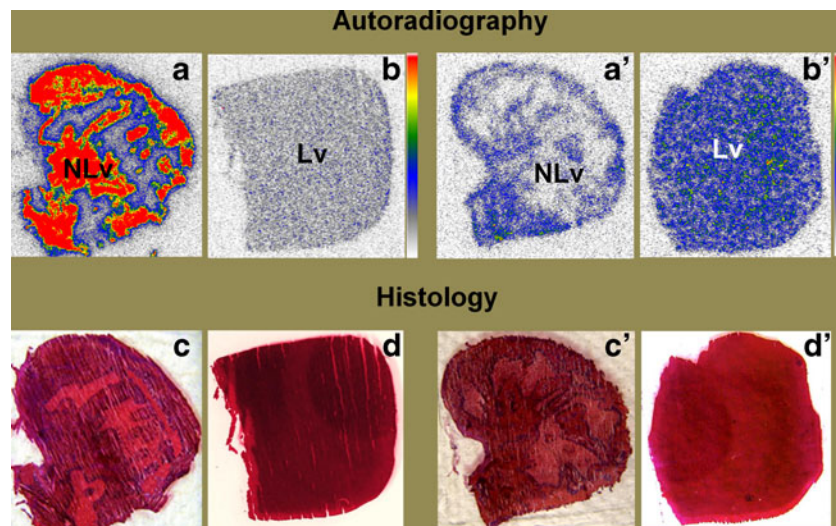 Autoradiography
a b a' b'
NLv Lv NLv Lv
Histology
c d c' d'